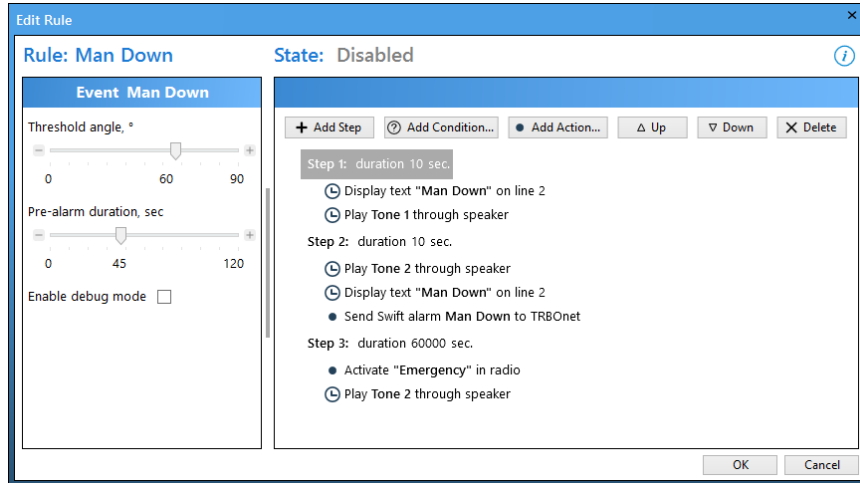 Edit Rule
Rule: Man Down
State: Disabled
Event Man Down
Threshold angle, °
0 60 90
Pre-alarm duration, sec
0 45 120
Enable debug mode
Add Step Add Condition... Add Action... Up Down Delete
Step 1: duration 10 sec.
Display text "Man Down" on line 2
Play Tone 1 through speaker
Step 2: duration 10 sec.
Play Tone 2 through speaker
Display text "Man Down" on line 2
Send Swift alarm Man Down to TRBOnet
Step 3: duration 60000 sec.
Activate "Emergency" in radio
Play Tone 2 through speaker
OK Cancel